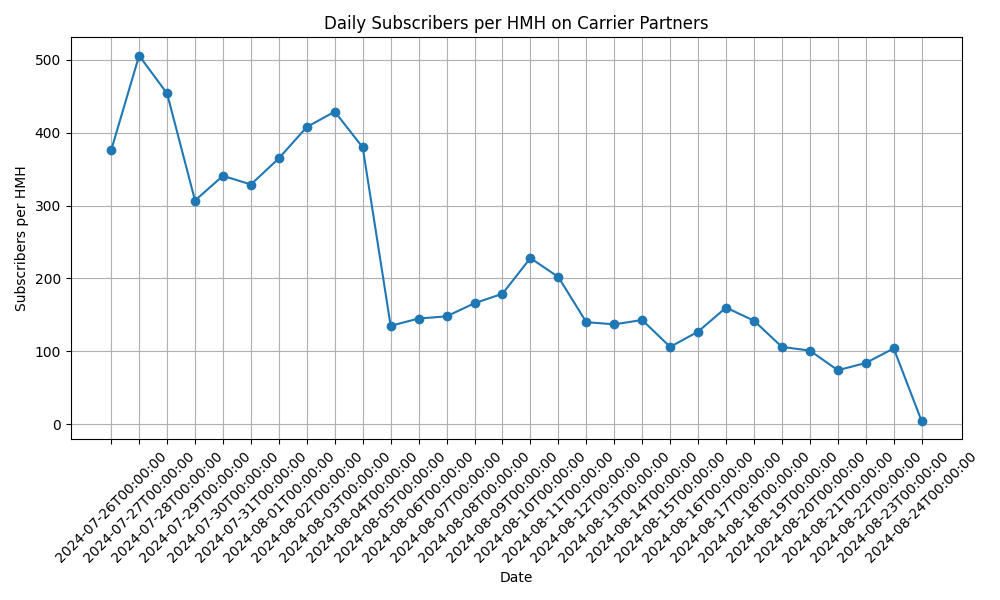 Daily Subscribers per HMH on Carrier Partners
Subscribers per HMH
500
400
300
200
100
0
2024-07-26T00:00:00
2024-07-27T00:00:00
2024-07-28T00:00:00
2024-07-29T00:00:00
2024-07-30T00:00:00
2024-07-31T00:00:00
2024-08-01T00:00:00
2024-08-02T00:00:00
2024-08-03T00:00:00
2024-08-04T00:00:00
2024-08-05T00:00:00
2024-08-06T00:00:00
2024-08-07T00:00:00
2024-08-08T00:00:00
2024-08-09T00:00:00
2024-08-10T00:00:00
2024-08-11T00:00:00
2024-08-12T00:00:00
2024-08-13T00:00:00
2024-08-14T00:00:00
2024-08-15T00:00:00
2024-08-16T00:00:00
2024-08-17T00:00:00
2024-08-18T00:00:00
2024-08-19T00:00:00
2024-08-20T00:00:00
2024-08-21T00:00:00
2024-08-22T00:00:00
2024-08-23T00:00:00
2024-08-24T00:00:00
Date